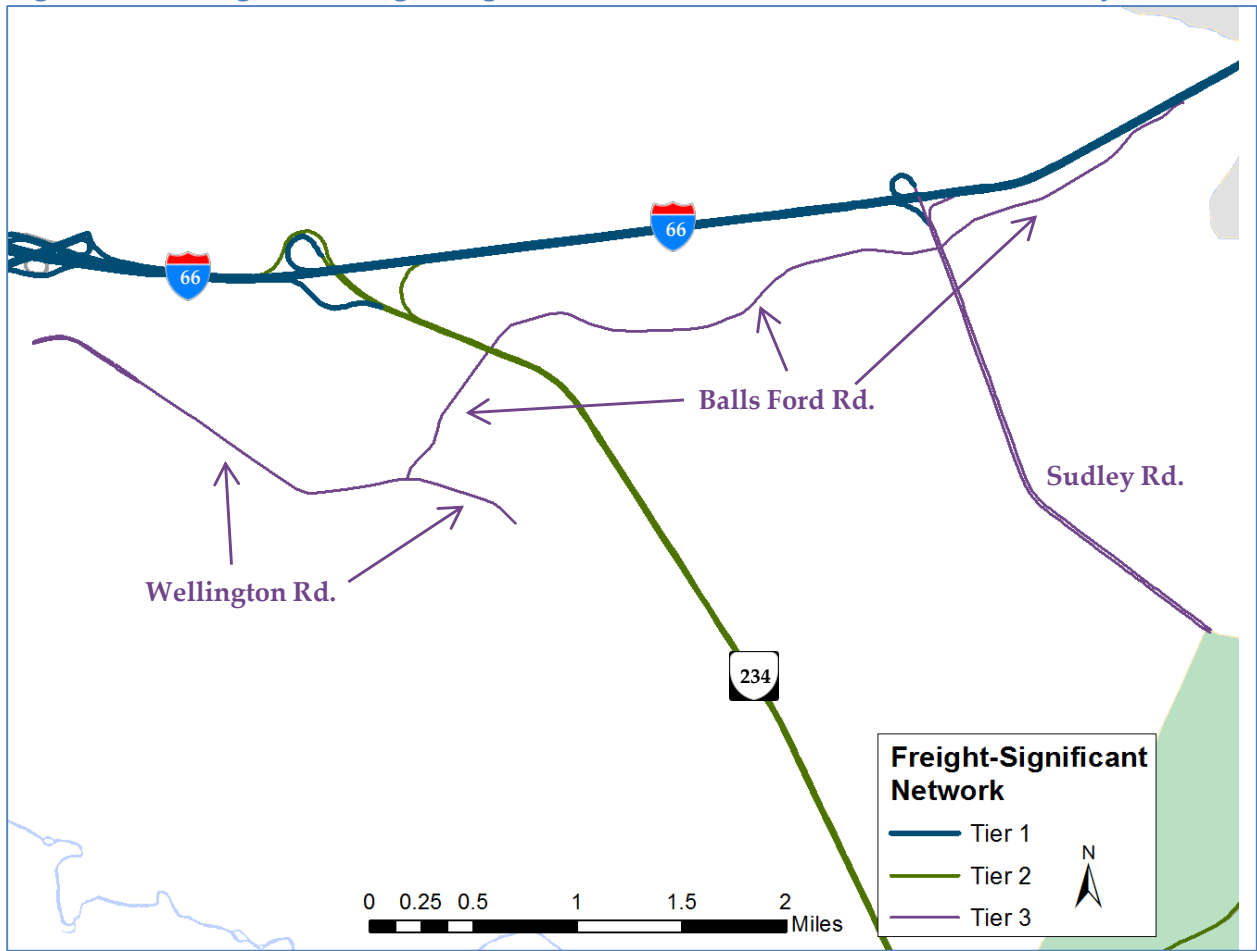 66
66
Balls Ford Rd.
Sudley Rd.
Wellington Rd.
234
Freight-Significant
Network
Tier 1
Tier 2
Tier 3
N
0 0.25 0.5 1 1.5 2
Miles